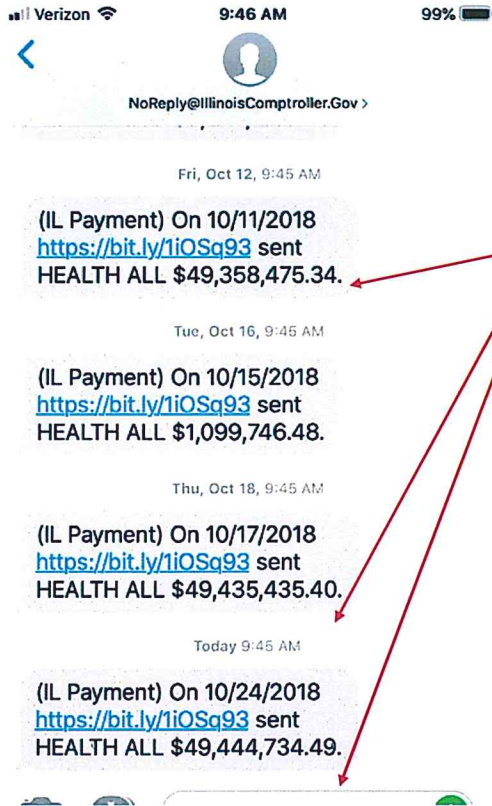 Verizon
9:46 AM
99%
NoReply@IllinoisComptroller.Gov >
Fri, Oct 12, 9:45 AM
(IL Payment) On 10/11/2018
https://bit.ly/1iOSq93 sent
HEALTH ALL $49,358,475.34.
Tue, Oct 16, 9:45 AM
(IL Payment) On 10/15/2018
https://bit.ly/1iOSq93 sent
HEALTH ALL $1,099,746.48.
Thu, Oct 18, 9:45 AM
(IL Payment) On 10/17/2018
https://bit.ly/1iOSq93 sent
HEALTH ALL $49,435,435.40.
Today 9:45 AM
(IL Payment) On 10/24/2018
https://bit.ly/1iOSq93 sent
HEALTH ALL $49,444,734.49.